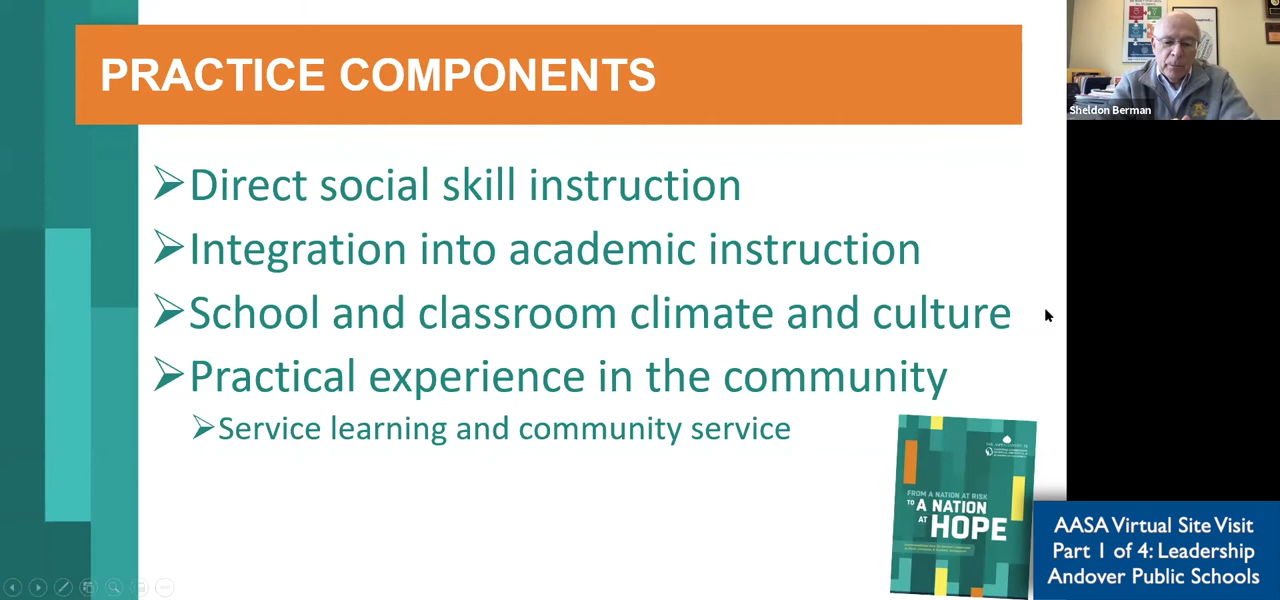 PRACTICE COMPONENTS
Direct social skill instruction
Integration into academic instruction
School and classroom climate and culture
Practical experience in the community
Service learning and community service
FROM A NATION AT RISK
TO A NATION
AT HOPE
Sheldon Berman
AASA Virtual Site Visit
Part 1 of 4: Leadership
Andover Public Schools